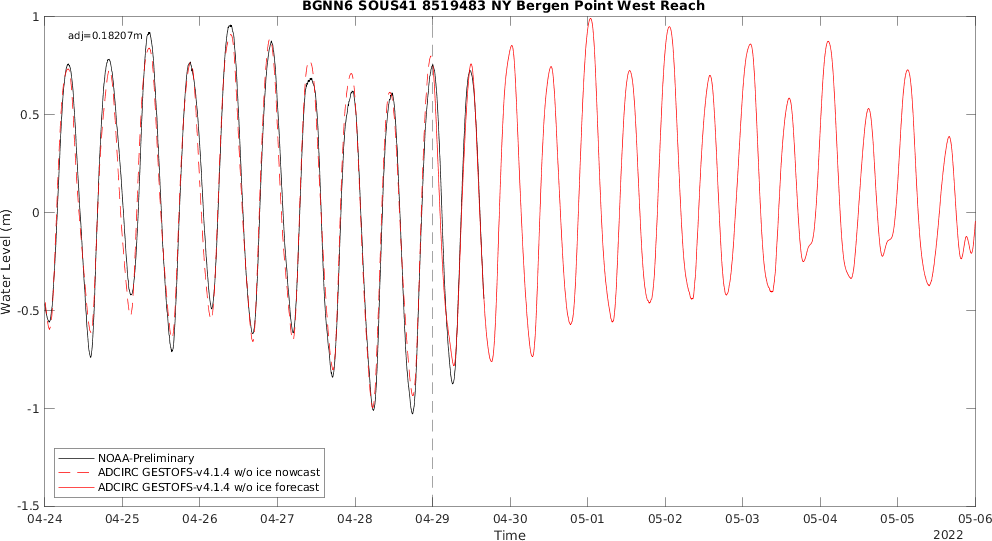 BGNN6 SOUS41 8519483 NY Bergen Point West Reach
adj=0.18207m
1
0.5
0
-0.5
-1
-1.5
Water Level (m)
NOAA-Preliminary
ADCIRC GESTOFS-v4.1.4 w/o ice nowcast
ADCIRC GESTOFS-v4.1.4 w/o ice forecast
04-24 04-25 04-26 04-27 04-28 04-29 04-30 05-01 05-02 05-03 05-04 05-05 05-06
Time
2022